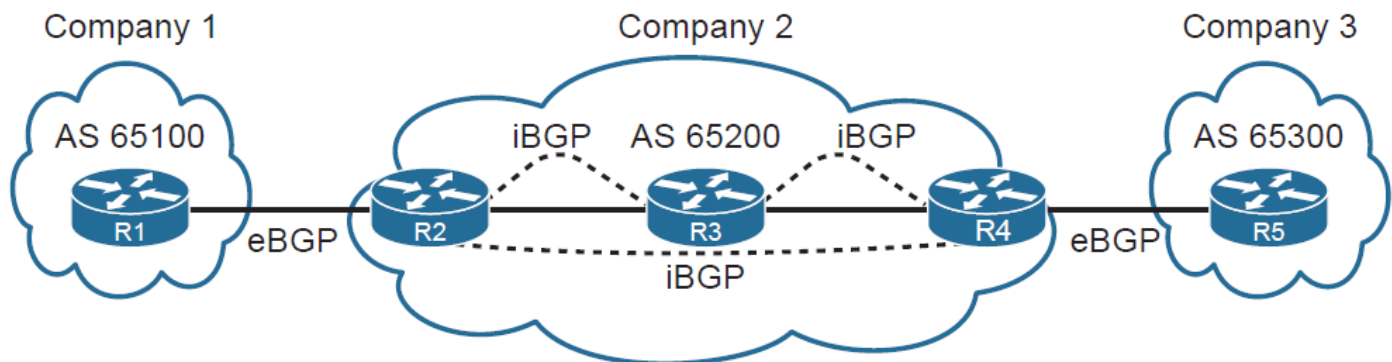 Company 1
Company 2
Company 3
AS 65100
iBGP
AS 65200
iBGP
AS 65300
R1
R2
R3
R4
R5
eBGP
eBGP
iBGP